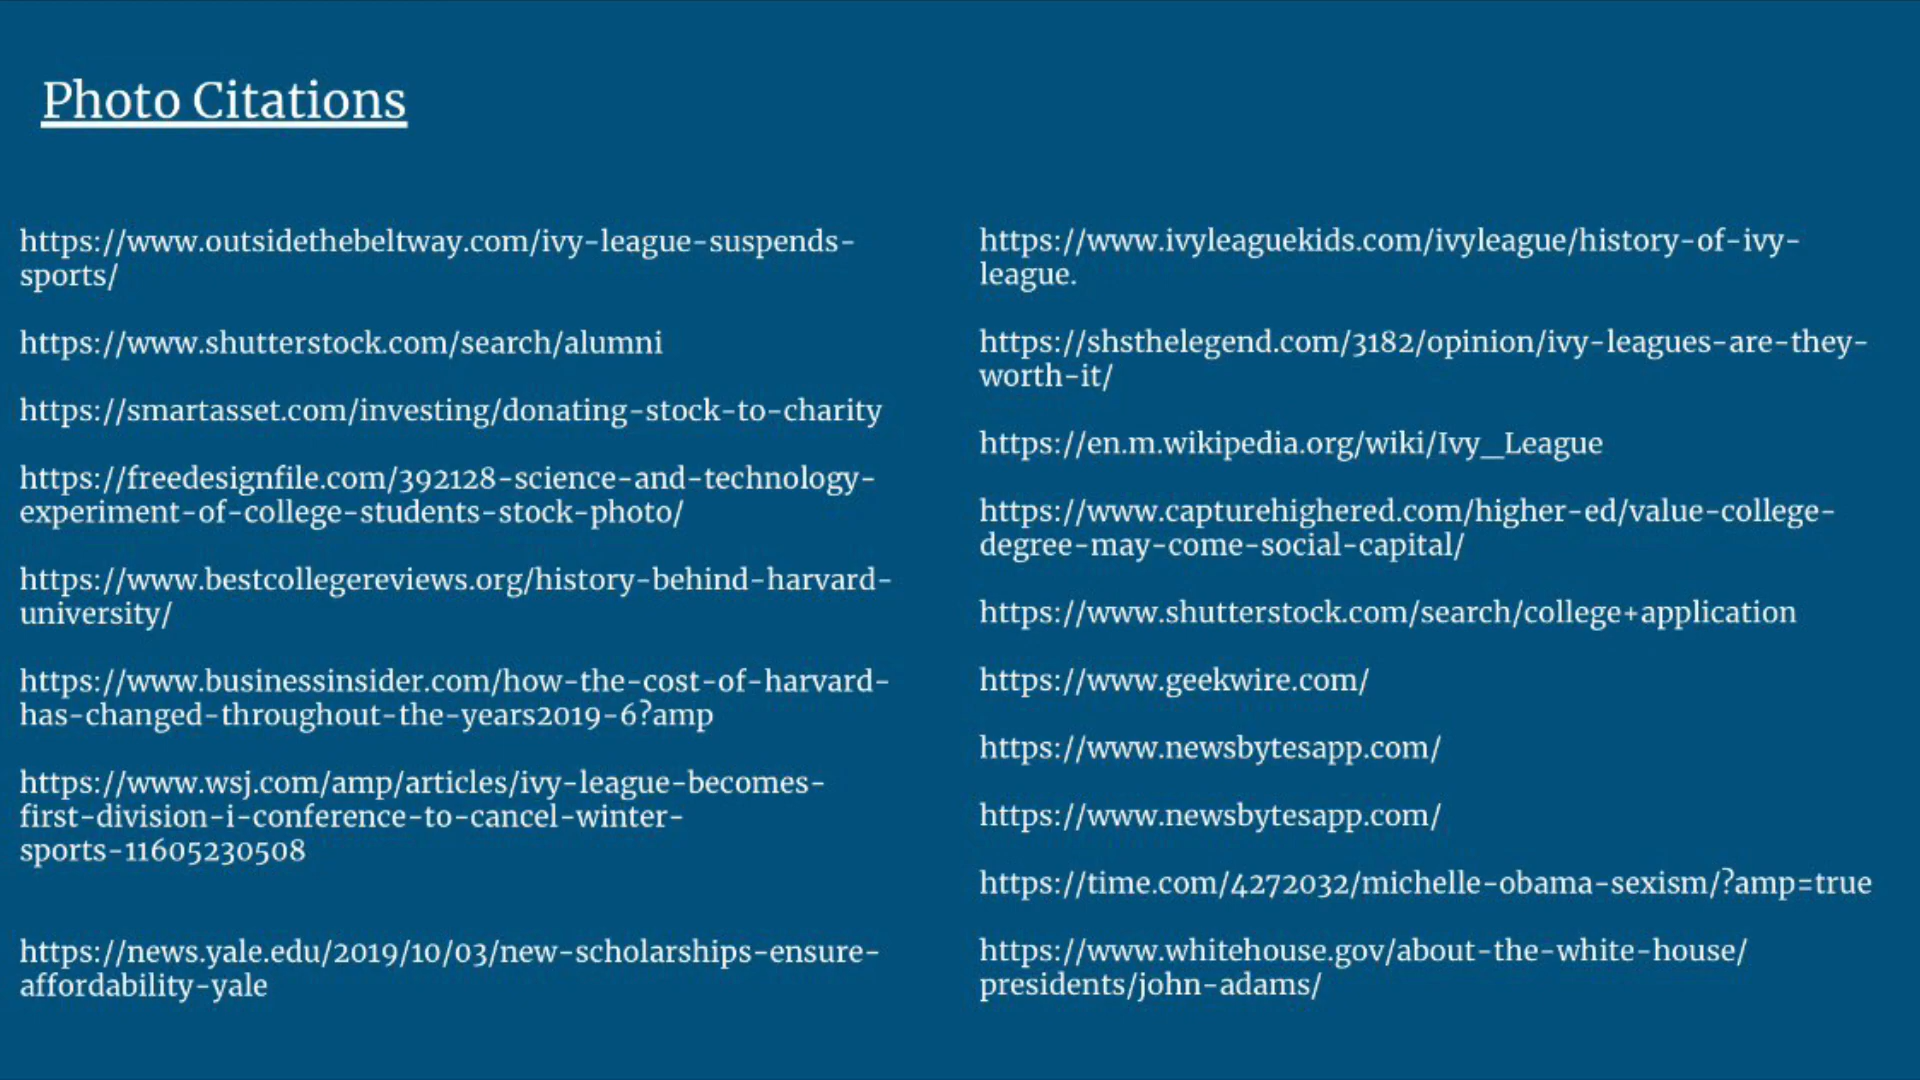 Photo Citations
https://www.outsidethebeltway.com/ivy-league-suspends-
sports/
https://www.shutterstock.com/search/alumni
https://smartasset.com/investing/donating-stock-to-charity
https://freedesignfile.com/392128-science-and-technology-
experiment-of-college-students-stock-photo/
https://www.bestcollegereviews.org/history-behind-harvard-
university/
https://www.businessinsider.com/how-the-cost-of-harvard-
has-changed-throughout-the-years2019-6?amp
https://www.wsj.com/amp/articles/ivy-league-becomes-
first-division-i-conference-to-cancel-winter-
sports-11605230508
https://news.yale.edu/2019/10/03/new-scholarships-ensure-
affordability-yale
https://www.ivyleaguekids.com/ivyleague/history-of-ivy-
league.
https://shsthelegend.com/3182/opinion/ivy-leagues-are-they-
worth-it/
https://en.m.wikipedia.org/wiki/Ivy_League
https://www.capturehighered.com/higher-ed/value-college-
degree-may-come-social-capital/
https://www.shutterstock.com/search/college+application
https://www.geekwire.com/
https://www.newsbytesapp.com/
https://www.newsbytesapp.com/
https://time.com/4272032/michelle-obama-sexism/?amp=true
https://www.whitehouse.gov/about-the-white-house/
presidents/john-adams/